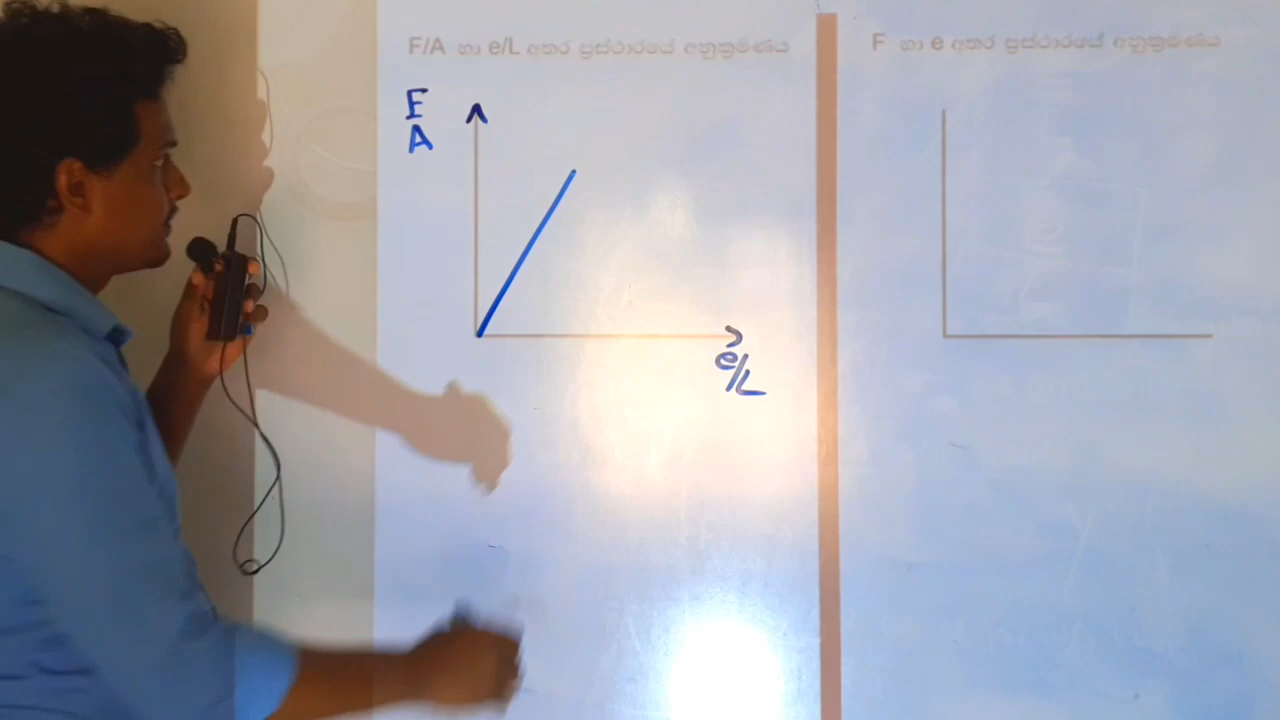 F/A හා e/L අතර ප්‍රස්ථාරයේ අනුක්‍රමණය
F
A
e/L
F හා e අතර ප්‍රස්ථාරයේ අනුක්‍රමණය